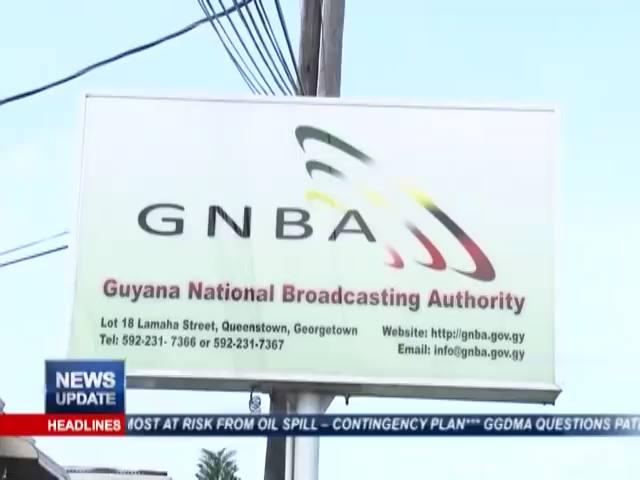 GNBA
Guyana National Broadcasting Authority
Lot 18 Lamaha Street, Queenstown, Georgetown
Tel: 592-231- 7366 or 592-231-7367
Website: http://gnba.gov.gy
Email: info@gnba.gov.gy
NEWS
UPDATE
HEADLINES
MOST AT RISK FROM OIL SPILL – CONTINGENCY PLAN*** GGDMA QUESTIONS